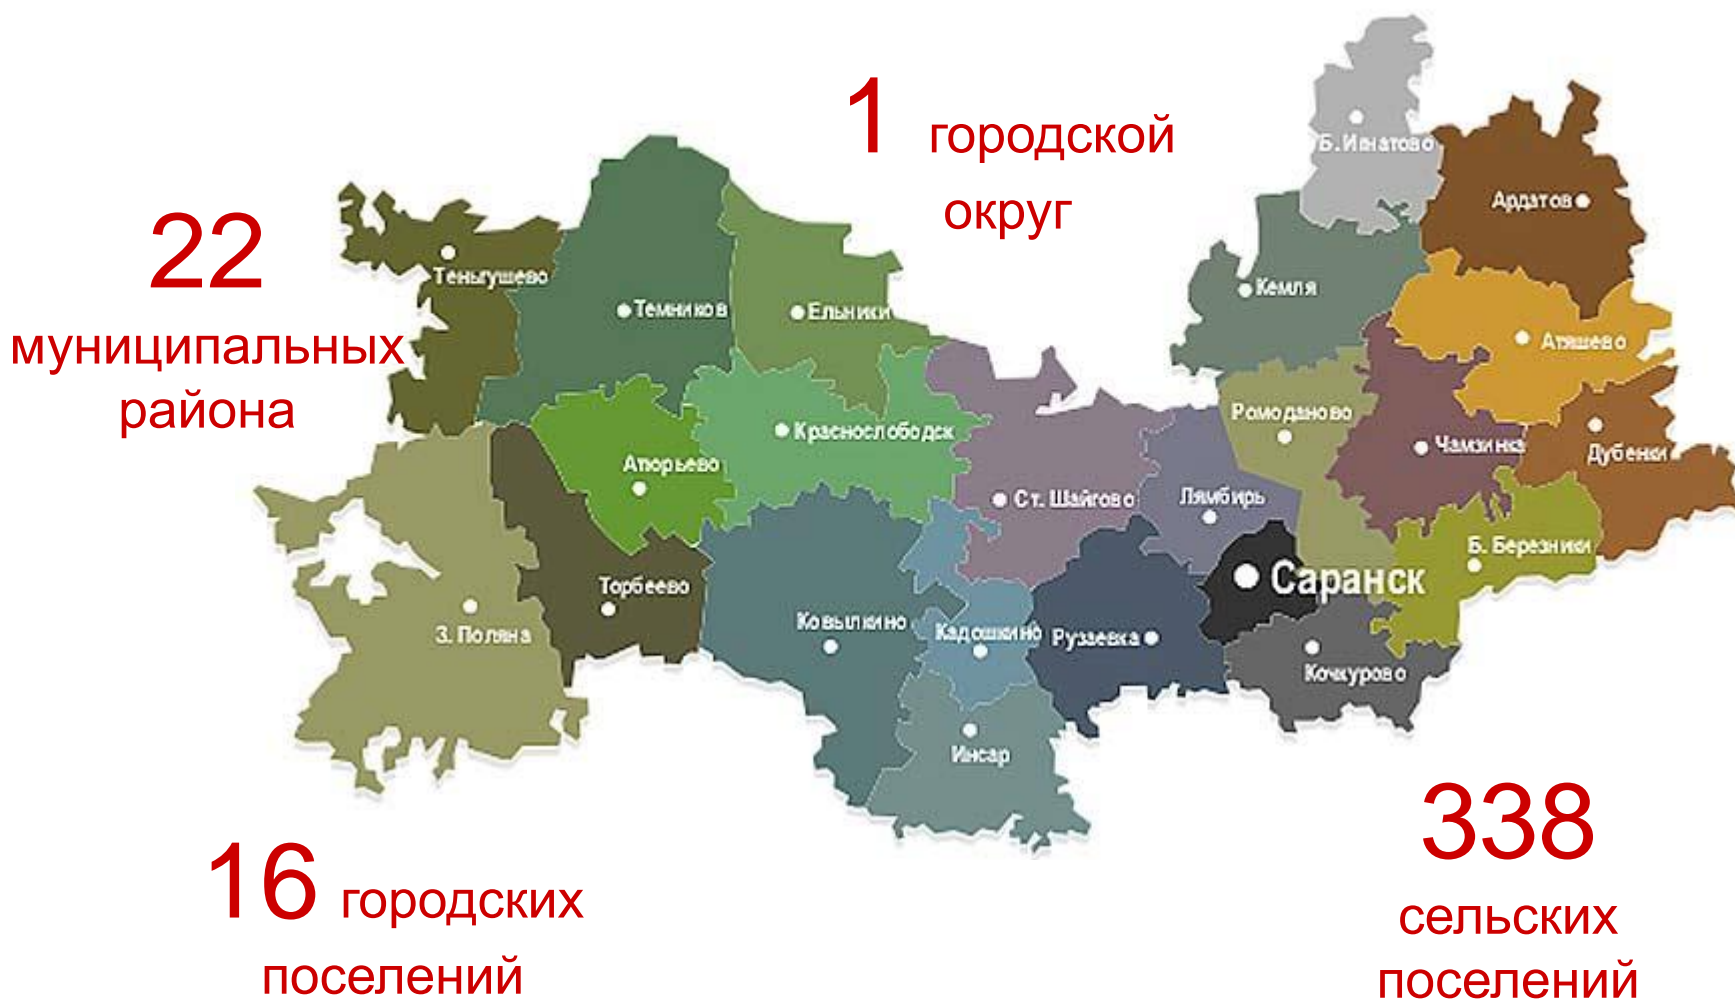 1 городской
округ
22
муниципальных
района
Б. Игнатово
Ардатов
Теньгушево
Темников
Ельники
Кемля
Атяшево
Ромоданово
Краснослободск
Чамзинка
Дубенки
Атюрьево
Ст. Шайгово
Лямбирь
Б. Березники
Саранск
Торбеево
З. Поляна
Ковылкино
Кадошкино
Рузаевка
Кочкурово
Инсар
16 городских
поселений
338
сельских
поселений